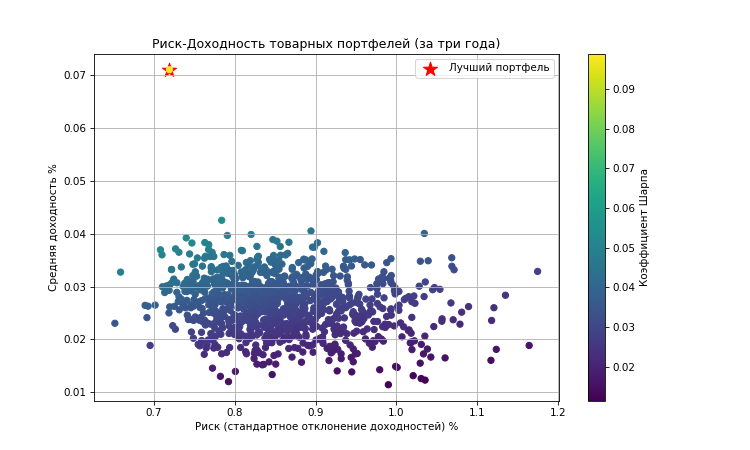 Риск-Доходность товарных портфелей (за три года)
Лучший портфель
Средняя доходность %
0.07
0.06
0.05
0.04
0.03
0.02
0.01
0.7 0.8 0.9 1.0 1.1 1.2
Риск (стандартное отклонение доходностей) %
0.09
0.08
0.07
0.06
0.05
0.04
0.03
0.02
Коэффициент Шарпа